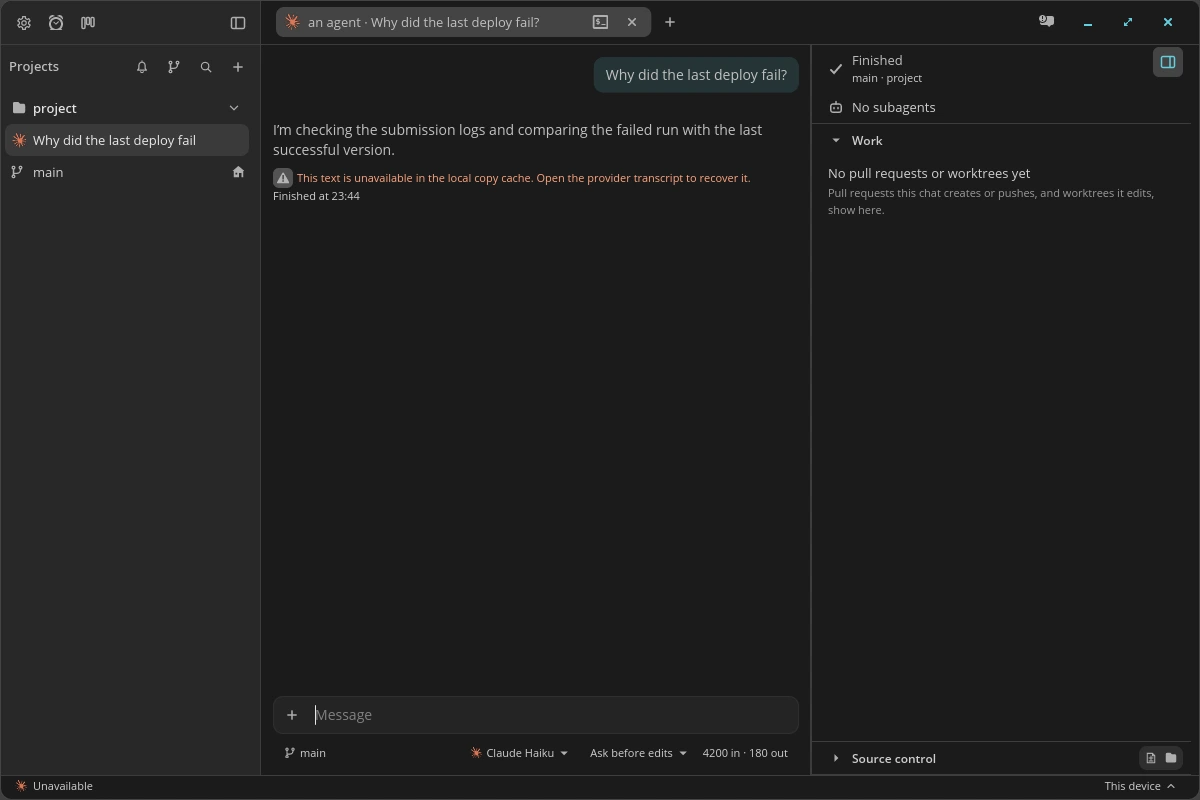 an agent · Why did the last deploy fail?
Projects
project
Why did the last deploy fail
main
Why did the last deploy fail?
I'm checking the submission logs and comparing the failed run with the last
successful version.
This text is unavailable in the local copy cache. Open the provider transcript to recover it.
Finished at 23:44
Message
main
Claude Haiku
Ask before edits
4200 in · 180 out
Finished
main · project
No subagents
Work
No pull requests or worktrees yet
Pull requests this chat creates or pushes, and worktrees it edits,
show here.
Source control
Unavailable
This device